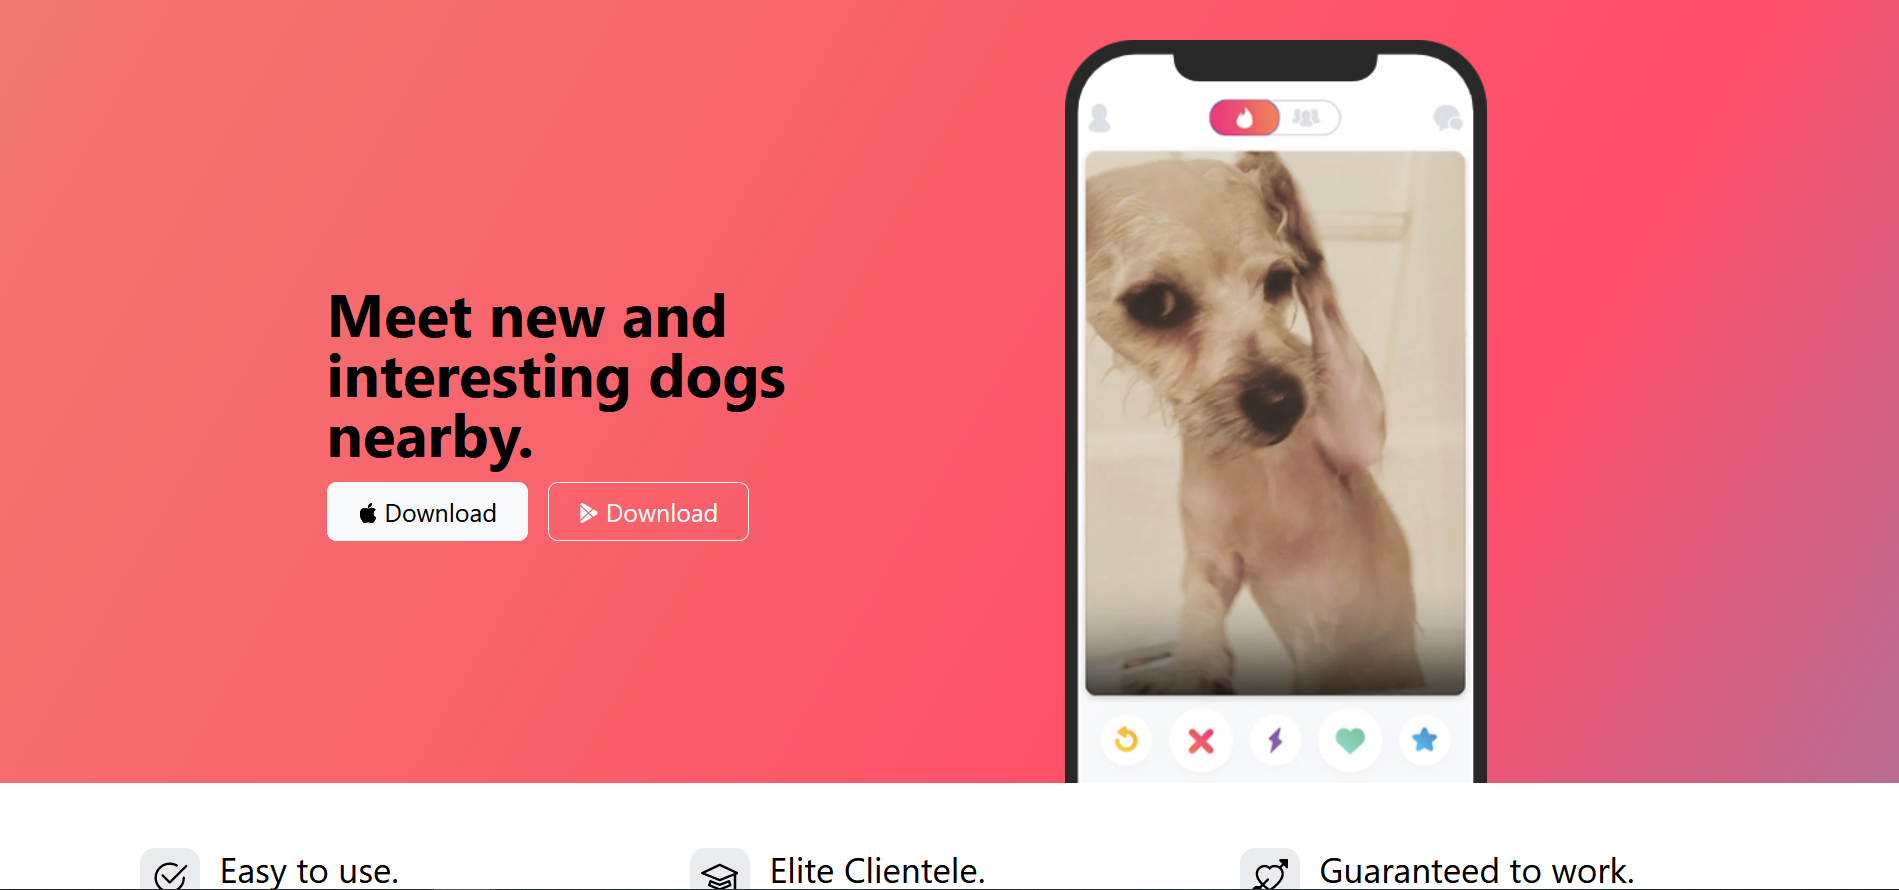 Meet new and
interesting dogs
nearby.
Download Download
Easy to use. Elite Clientele. Guaranteed to work.